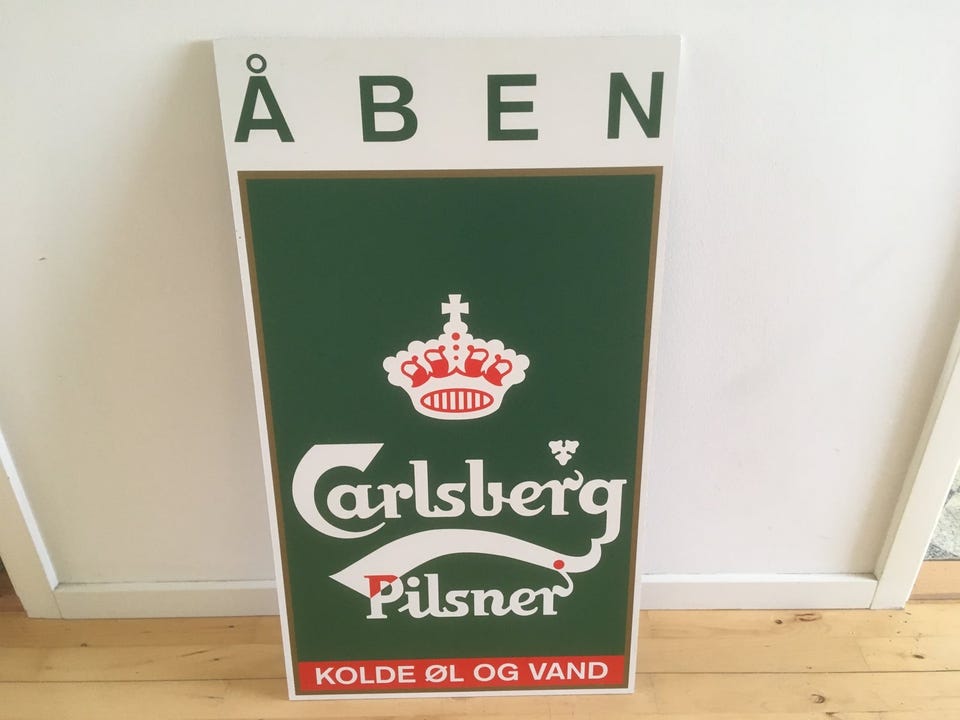 ÅBEN
Carlsberg
Pilsner
KOLDE ØL OG VAND